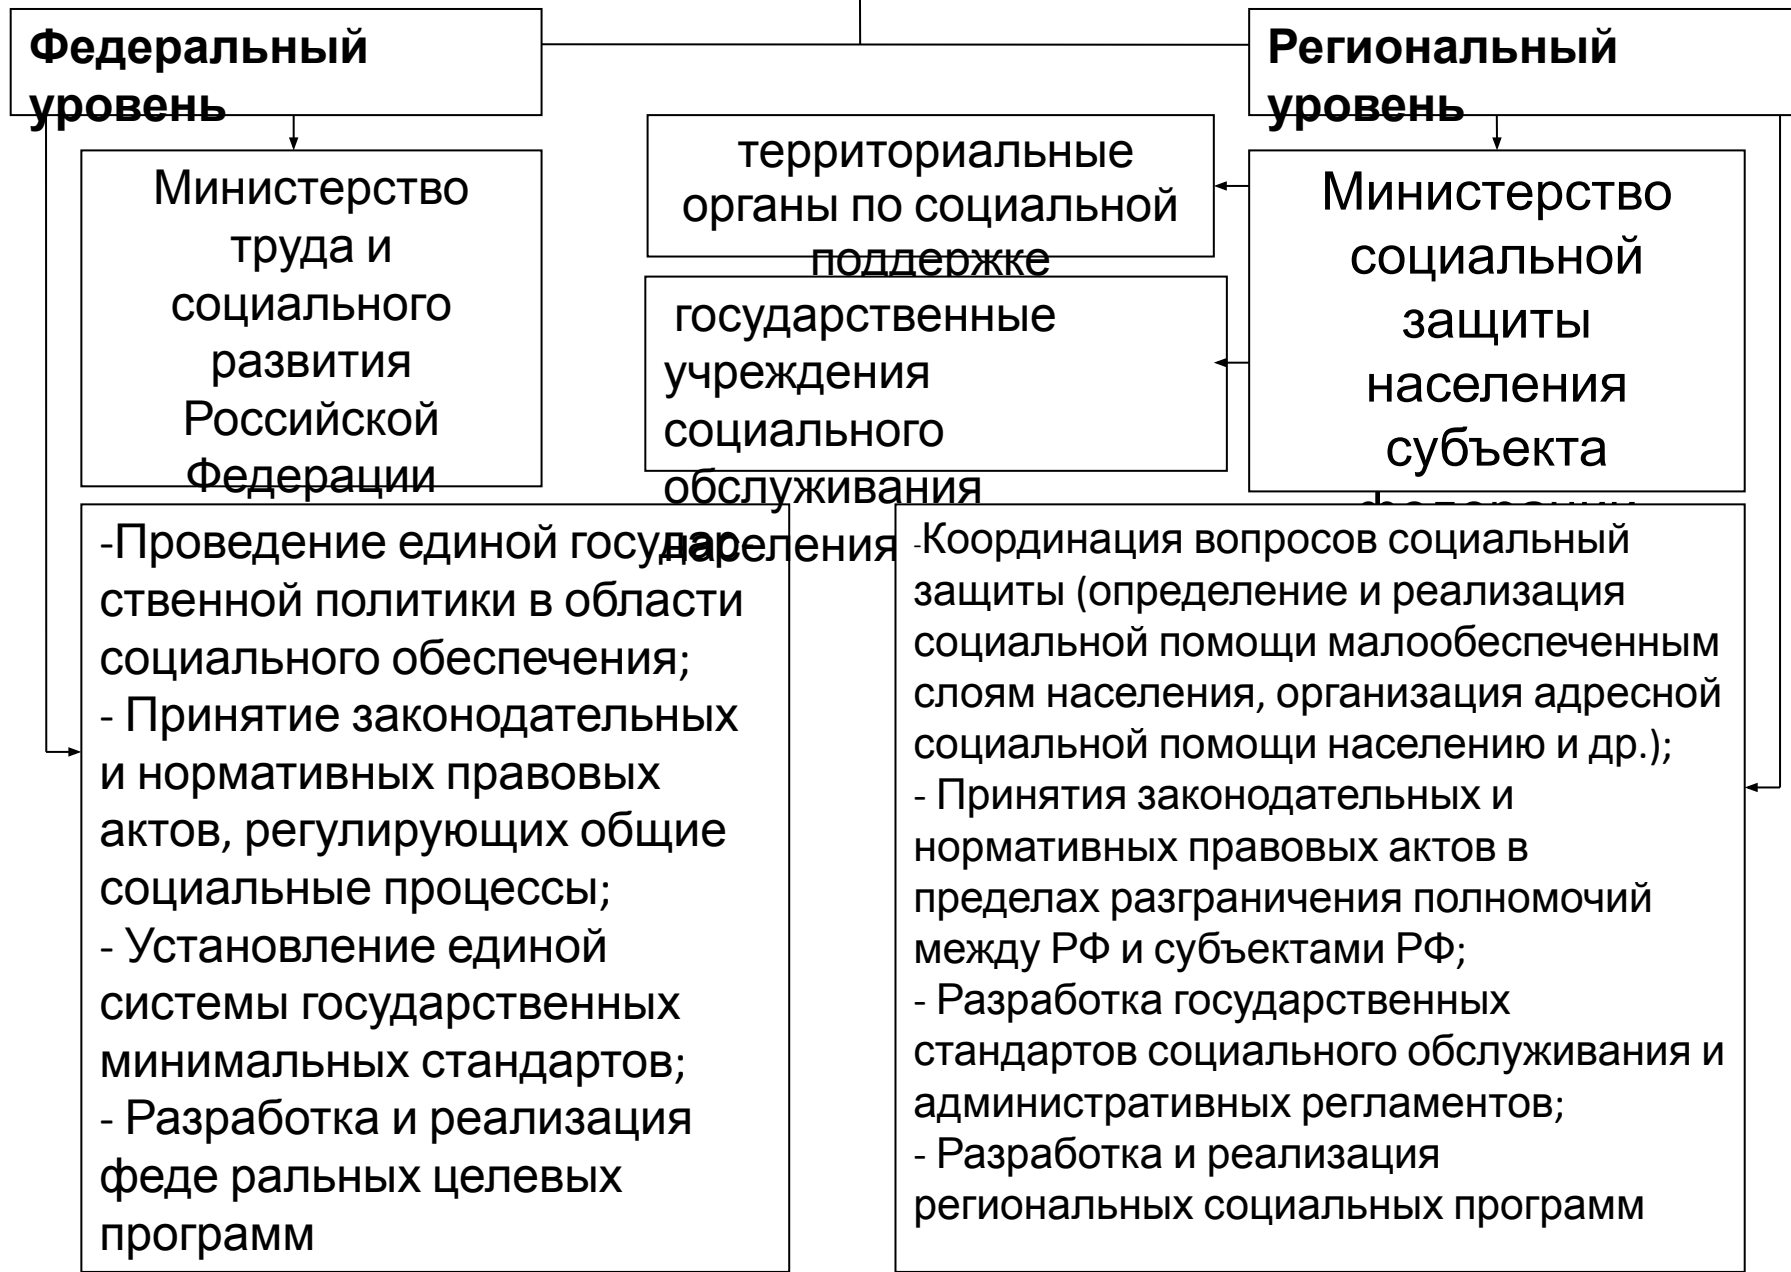 Федеральный
уровень
Министерство
труда и
социального
развития
Российской
Федерации
-Проведение единой государ
ственной политики в области
социального обеспечения;
- Принятие законодательных
и нормативных правовых
актов, регулирующих общие
социальные процессы;
- Установление единой
системы государственных
минимальных стандартов;
- Разработка и реализация
феде ральных целевых
программ
территориальные
органы по социальной
поддержке
государственные
учреждения
социального
обслуживания
населения
Региональный
уровень
Министерство
социальной
защиты
населения
субъекта
-Координация вопросов социальный
защиты (определение и реализация
социальной помощи малообеспеченным
слоям населения, организация адресной
социальной помощи населению и др.);
- Принятия законодательных и
нормативных правовых актов в
пределах разграничения полномочий
между РФ и субъектами РФ;
- Разработка государственных
стандартов социального обслуживания и
административных регламентов;
- Разработка и реализация
региональных социальных программ